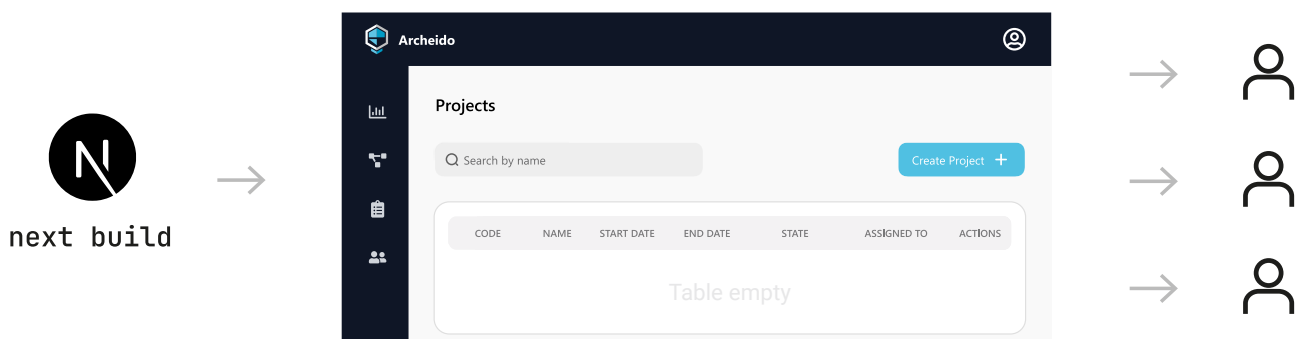 Archeido
Projects
Search by name
Create Project +
next build
CODE NAME START DATE END DATE STATE ASSIGNED TO ACTIONS
Table empty